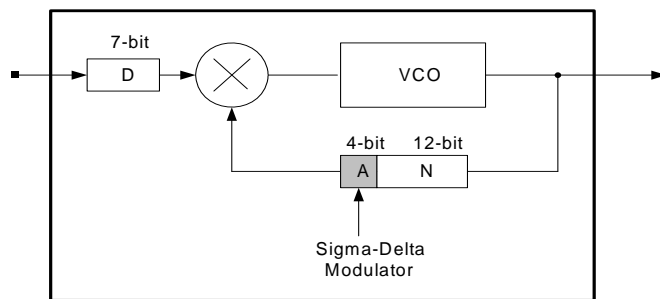 7-bit
D
VCO
4-bit 12-bit
A N
Sigma-Delta
Modulator